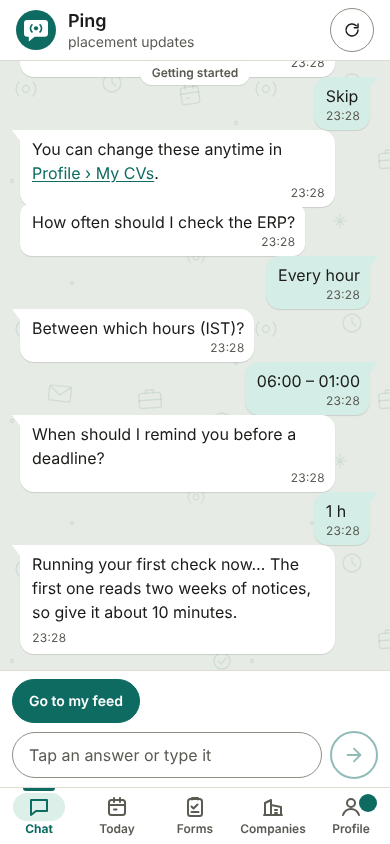 Ping
placement updates
23:28
Getting started
Skip
23:28
You can change these anytime in
Profile › My CVs.
23:28
How often should I check the ERP?
23:28
Every hour
23:28
Between which hours (IST)?
23:28
06:00 – 01:00
23:28
When should I remind you before a
deadline?
23:28
1 h
23:28
Running your first check now... The
first one reads two weeks of notices,
so give it about 10 minutes.
23:28
Go to my feed
Tap an answer or type it
Chat
Today
Forms
Companies
Profile